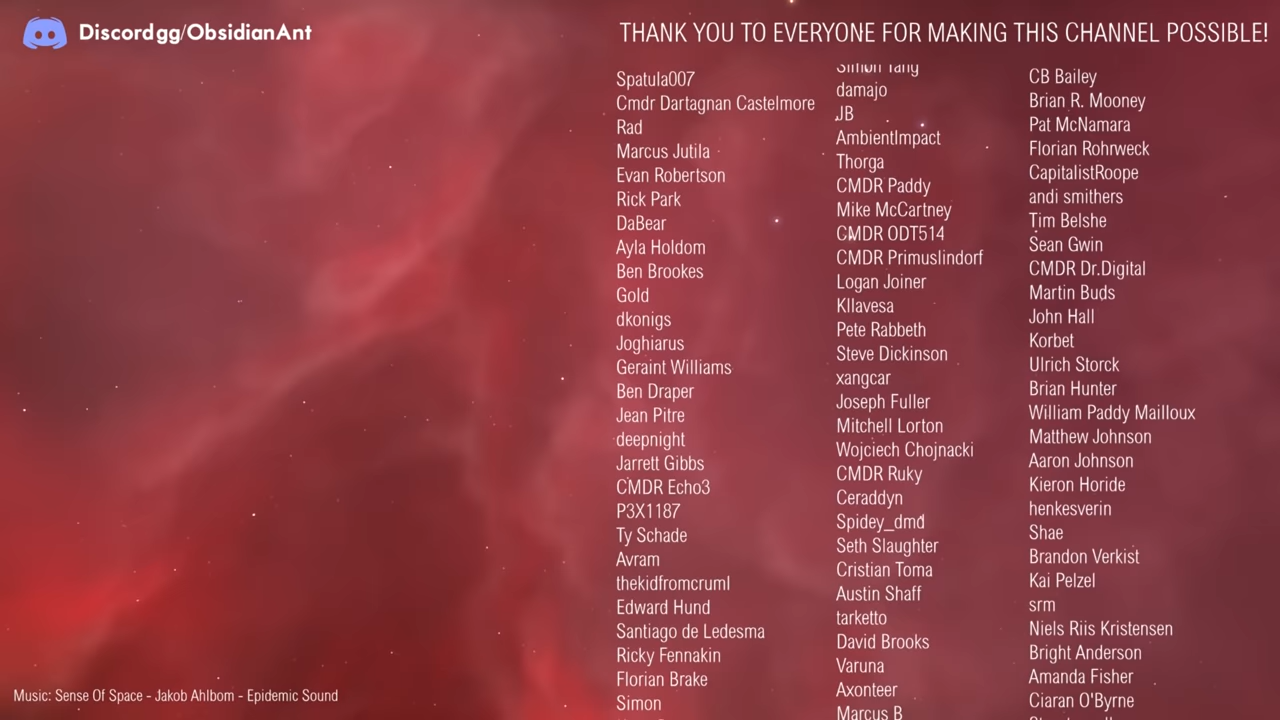 Discordgg/ObsidianAnt
THANK YOU TO EVERYONE FOR MAKING THIS CHANNEL POSSIBLE!
Spatula007
Cmdr Dartagnan Castelmore
Rad
Marcus Jutila
Evan Robertson
Rick Park
DaBear
Ayla Holdom
Ben Brookes
Gold
dkonigs
Joghiarus
Geraint Williams
Ben Draper
Jean Pitre
deepnight
Jarrett Gibbs
CMDR Echo3
P3X1187
Ty Schade
Avram
thekidfromcruml
Edward Hund
Santiago de Ledesma
Ricky Fennakin
Florian Brake
Simon
Simon Tang
damajo
JB
AmbientImpact
Thorga
CMDR Paddy
Mike McCartney
CMDR ODT514
CMDR Primuslindorf
Logan Joiner
Kllavesa
Pete Rabbeth
Steve Dickinson
xangcar
Joseph Fuller
Mitchell Lorton
Wojciech Chojnacki
CMDR Ruky
Ceraddyn
Spidey_dmd
Seth Slaughter
Cristian Toma
Austin Shaff
tarketto
David Brooks
Varuna
Axonteer
Marcus B
CB Bailey
Brian R. Mooney
Pat McNamara
Florian Rohrweck
CapitalistRoope
andi smithers
Tim Belshe
Sean Gwin
CMDR Dr.Digital
Martin Buds
John Hall
Korbet
Ulrich Storck
Brian Hunter
William Paddy Mailloux
Matthew Johnson
Aaron Johnson
Kieron Horide
henkesverin
Shae
Brandon Verkist
Kai Pelzel
srm
Niels Riis Kristensen
Bright Anderson
Amanda Fisher
Ciaran O'Byrne
Music: Sense Of Space - Jakob Ahlbom - Epidemic Sound